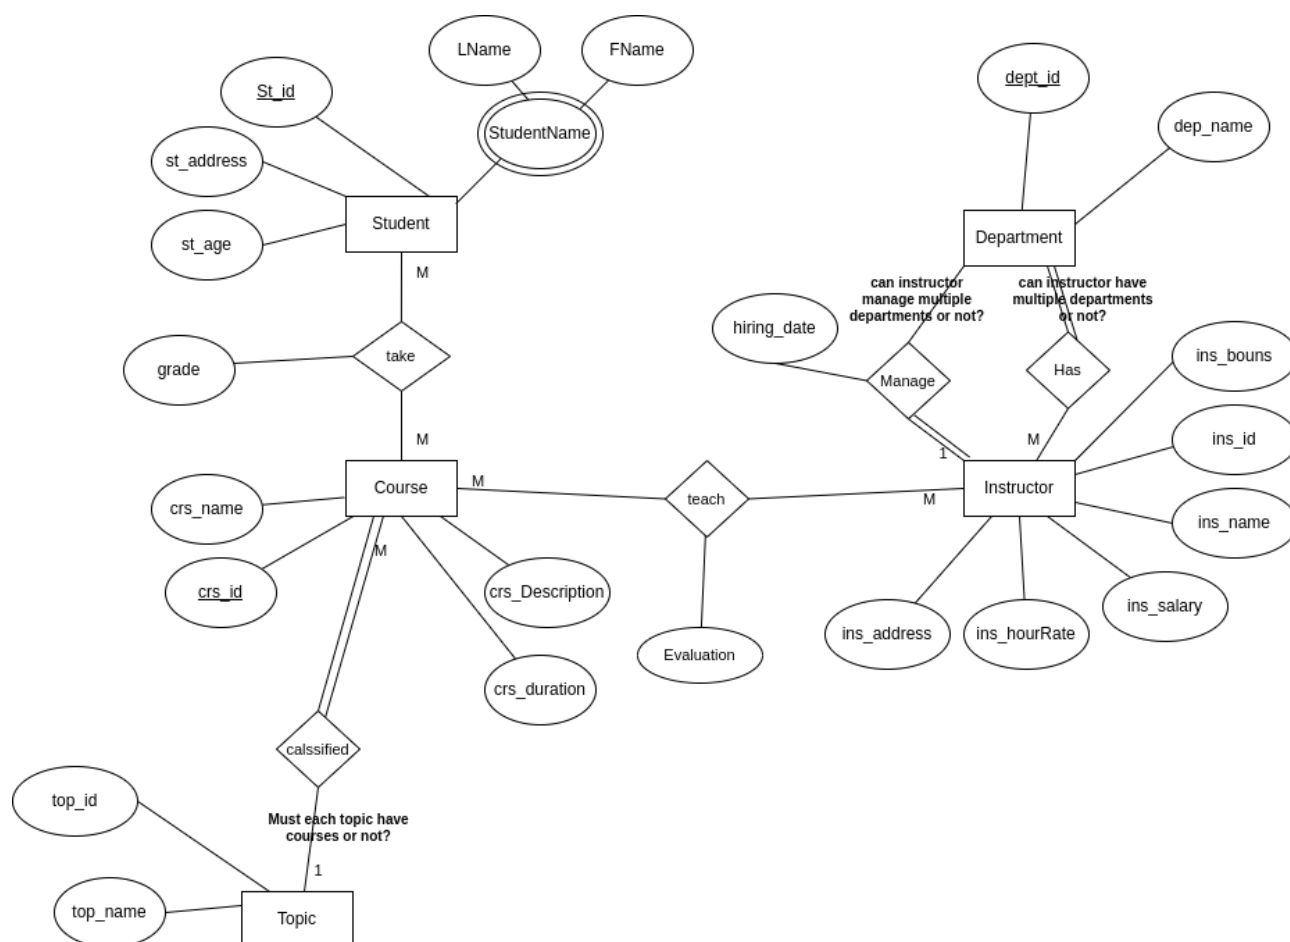 LName
FName
St_id
dept_id
StudentName
dep_name
st_address
Student
st_age
Department
M
can instructor
manage multiple
departments or not?
can instructor have
multiple departments
or not?
hiring_date
take
grade
Manage
Has
ins_bouns
M
M
1
ins_id
Course
M
teach
M
Instructor
crs_name
ins_name
M
crs_id
crs_Description
ins_salary
ins_address
ins_hourRate
Evaluation
crs_duration
calssified
top_id
Must each topic have
courses or not?
1
top_name
Topic